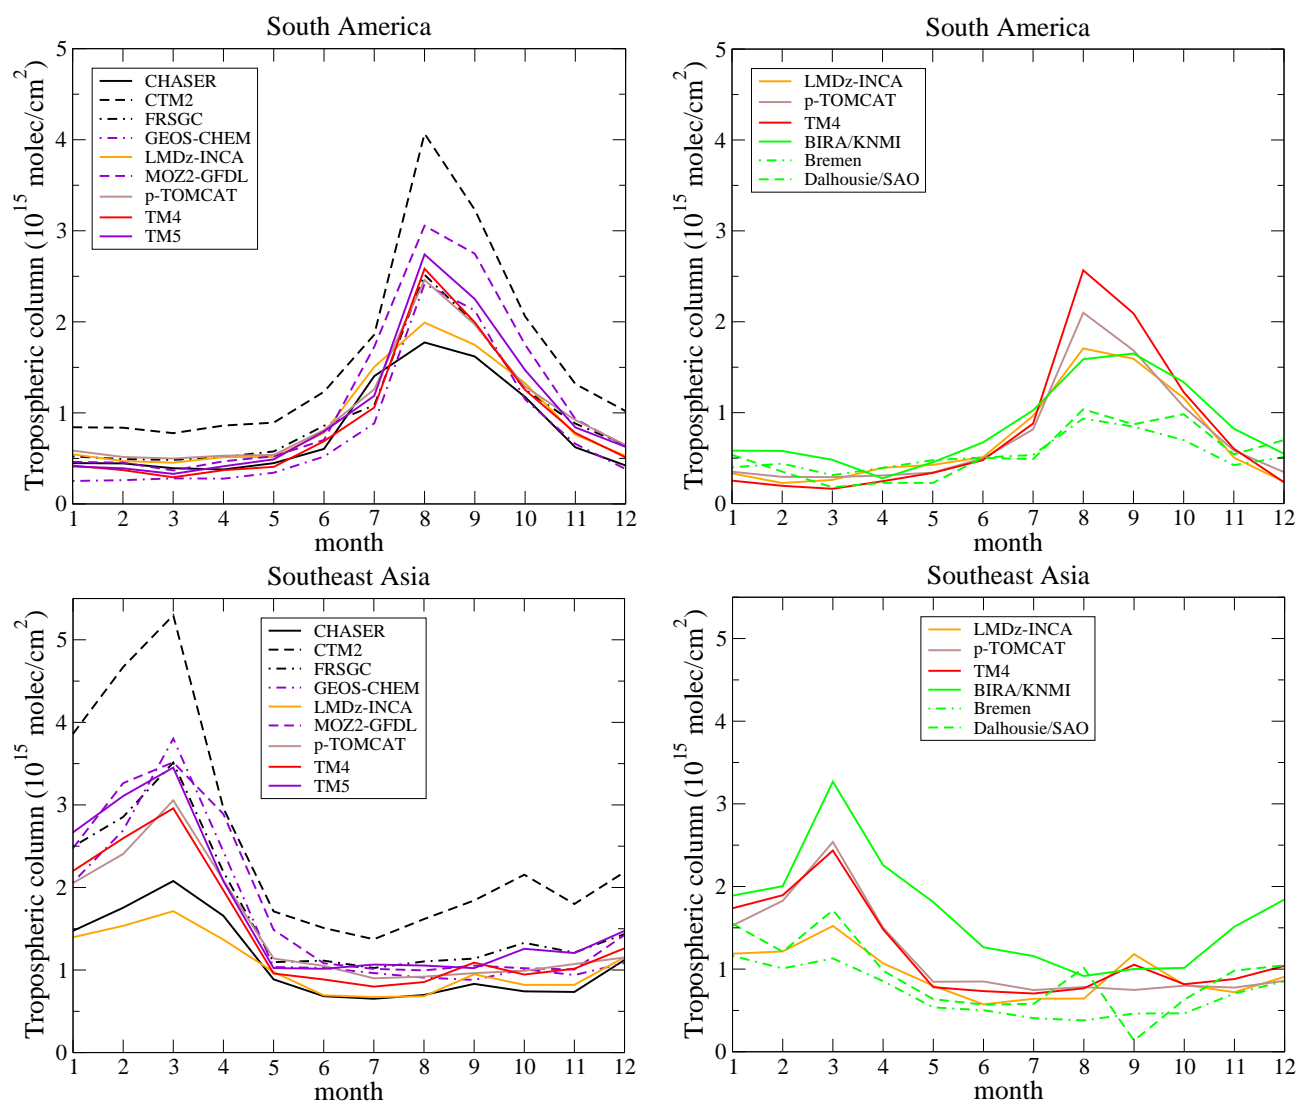 South America
Tropospheric column (10^15 molec/cm^2)
5
4
3
2
1
0
CHASER
CTM2
FRSGC
GEOS-CHEM
LMDz-INCA
MOZ2-GFDL
p-TOMCAT
TM4
TM5
1 2 3 4 5 6 7 8 9 10 11 12
month
South America
Tropospheric column (10^15 molec/cm^2)
5
4
3
2
1
0
LMDz-INCA
p-TOMCAT
TM4
BIRA/KNMI
Bremen
Dalhousie/SAO
1 2 3 4 5 6 7 8 9 10 11 12
month
Southeast Asia
Tropospheric column (10^15 molec/cm^2)
5
4
3
2
1
0
CHASER
CTM2
FRSGC
GEOS-CHEM
LMDz-INCA
MOZ2-GFDL
p-TOMCAT
TM4
TM5
1 2 3 4 5 6 7 8 9 10 11 12
month
Southeast Asia
Tropospheric column (10^15 molec/cm^2)
5
4
3
2
1
0
LMDz-INCA
p-TOMCAT
TM4
BIRA/KNMI
Bremen
Dalhousie/SAO
1 2 3 4 5 6 7 8 9 10 11 12
month